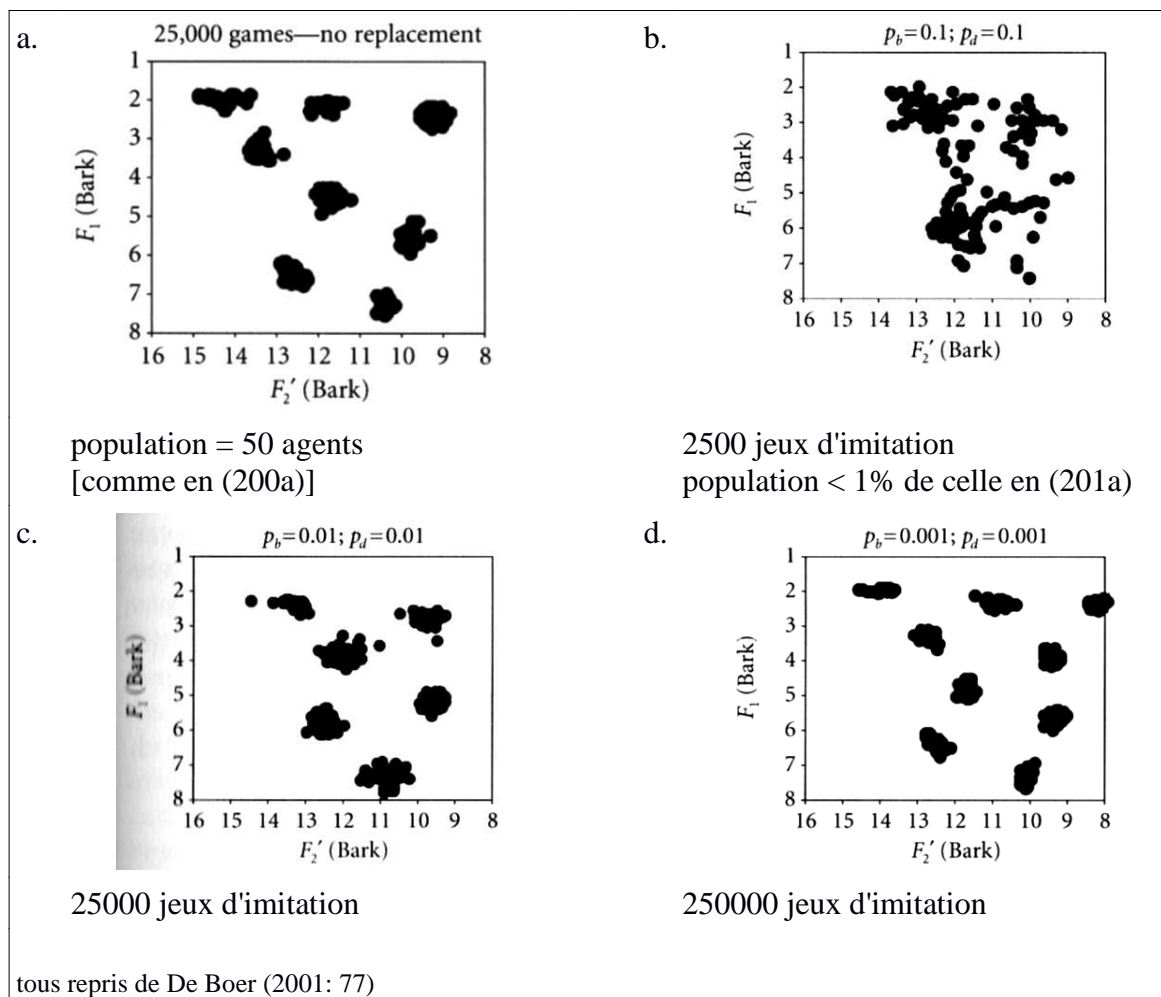 a.
25,000 games—no replacement
1
2
3
4
5
6
7
8
F₁ (Bark)
16 15 14 13 12 11 10 9 8
F₂′ (Bark)
population = 50 agents
[comme en (200a)]
b.
p_b=0.1; p_d=0.1
1
2
3
4
5
6
7
8
F₁ (Bark)
16 15 14 13 12 11 10 9 8
F₂′ (Bark)
2500 jeux d'imitation
population < 1% de celle en (201a)
c.
p_b=0.01; p_d=0.01
1
2
3
4
5
6
7
8
F₁ (Bark)
16 15 14 13 12 11 10 9 8
F₂′ (Bark)
25000 jeux d'imitation
d.
p_b=0.001; p_d=0.001
1
2
3
4
5
6
7
8
F₁ (Bark)
16 15 14 13 12 11 10 9 8
F₂′ (Bark)
250000 jeux d'imitation
tous repris de De Boer (2001: 77)